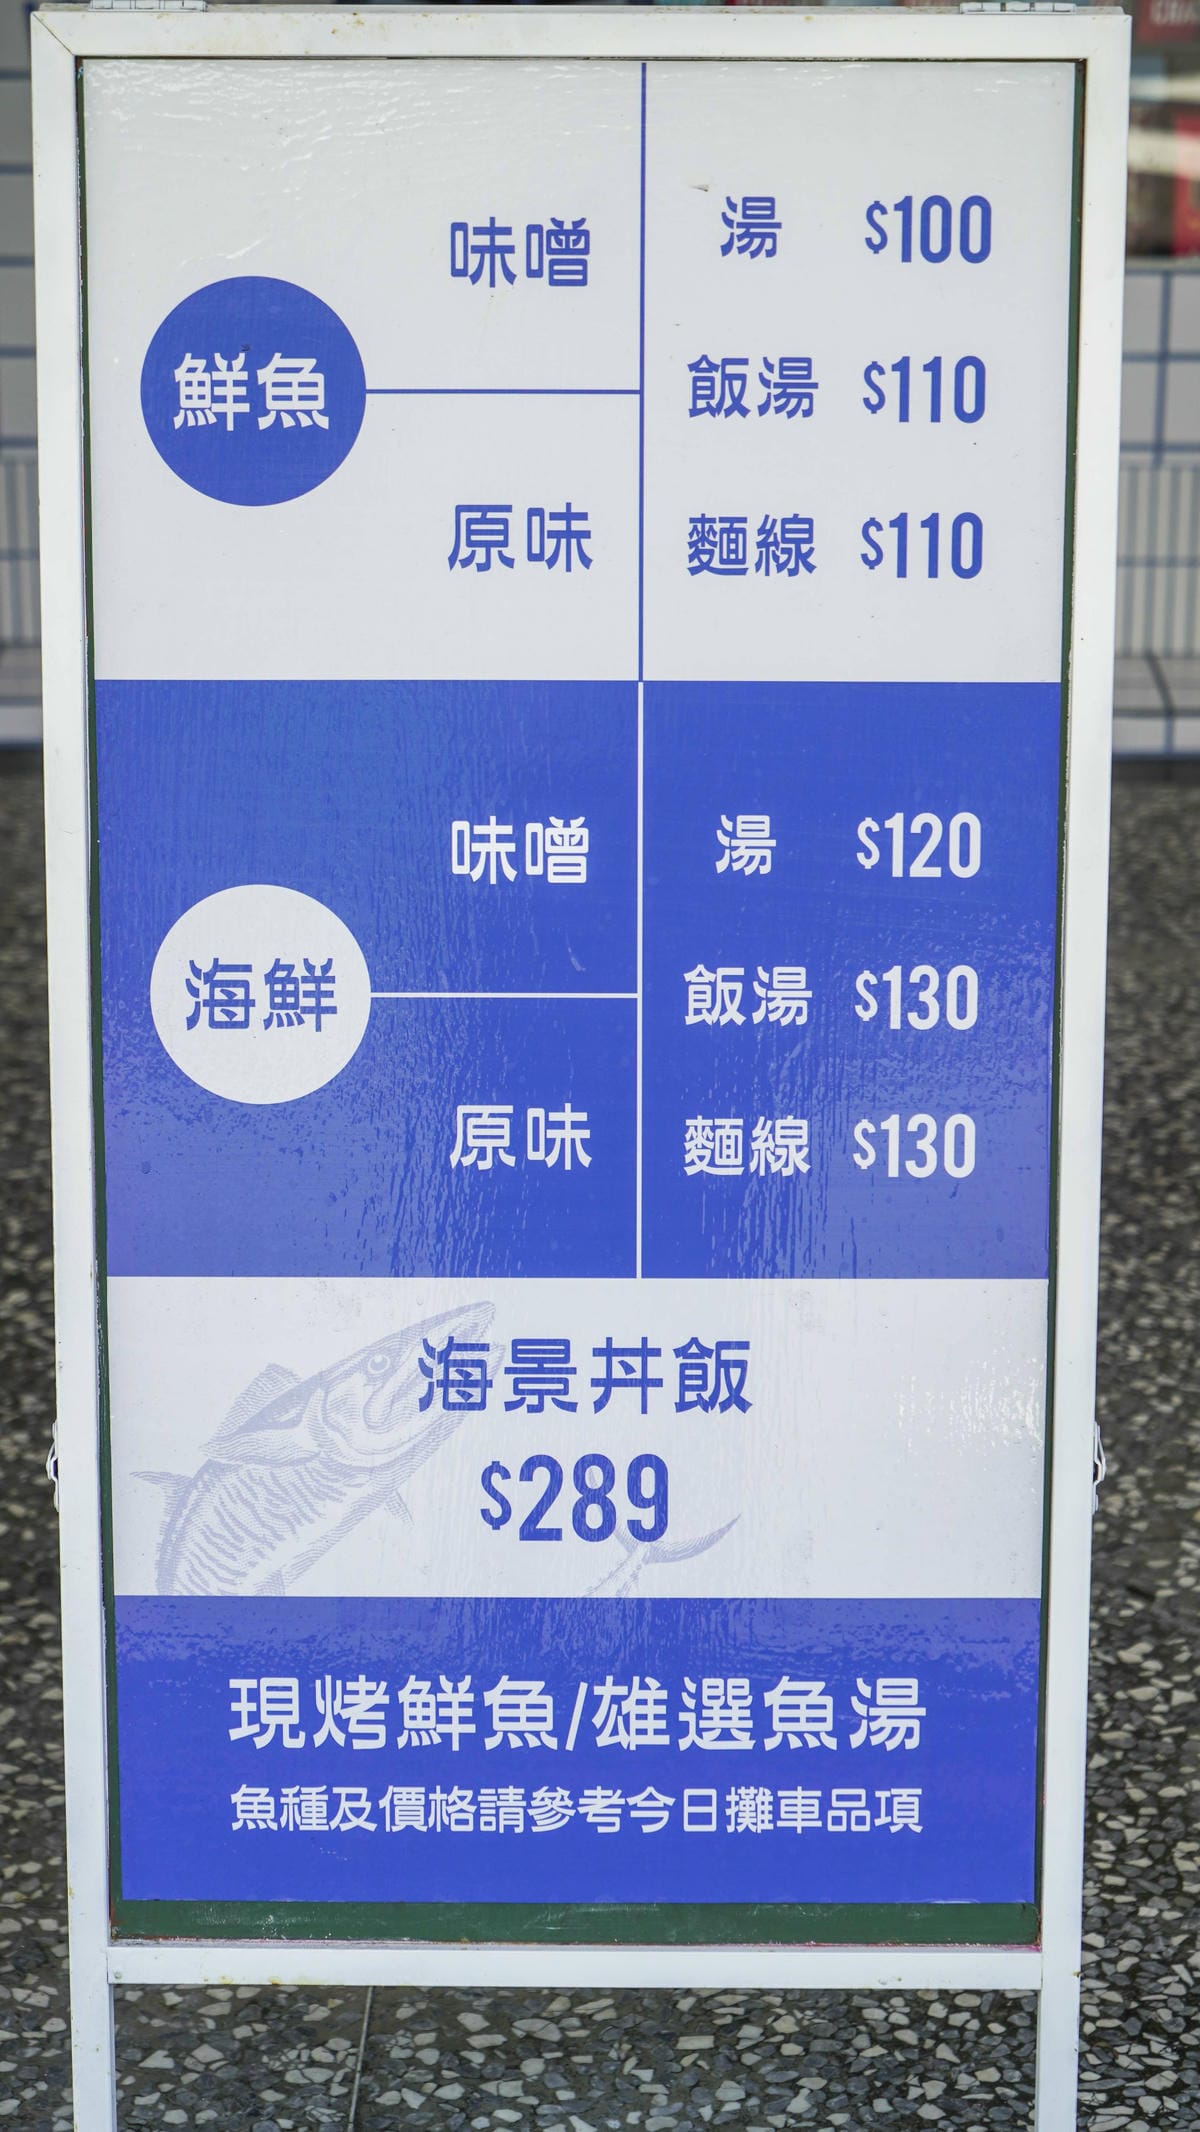 鮮魚
味噌
原味
湯 $100
飯湯 $110
麵線 $110
海鮮
味噌
原味
湯 $120
飯湯 $130
麵線 $130
海景丼飯
$289
現烤鮮魚/雄選魚湯
魚種及價格請參考今日攤車品項